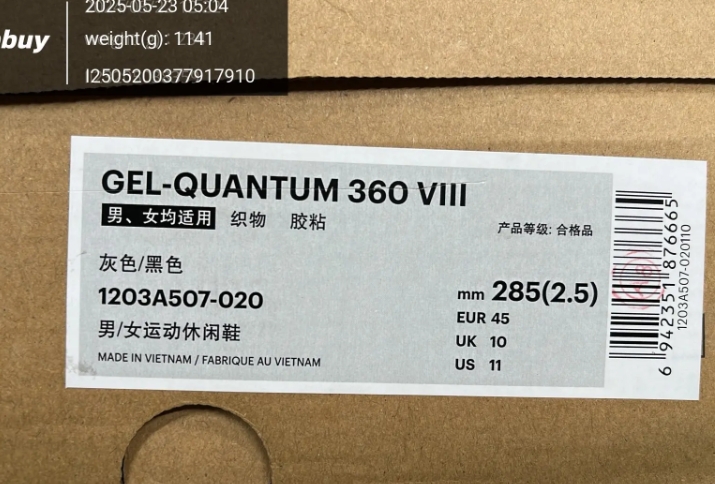 2025-05-23 05:04
buy
weight(g): 1141
I2505200377917910
GEL-QUANTUM 360 VIII
男、女均适用 织物 胶粘
产品等级: 合格品
灰色/黑色
1203A507-020
mm 285(2.5)
EUR 45
男/女运动休闲鞋
UK 10
MADE IN VIETNAM / FABRIQUE AU VIETNAM
US 11
6 942351 876665
1203A507-020110